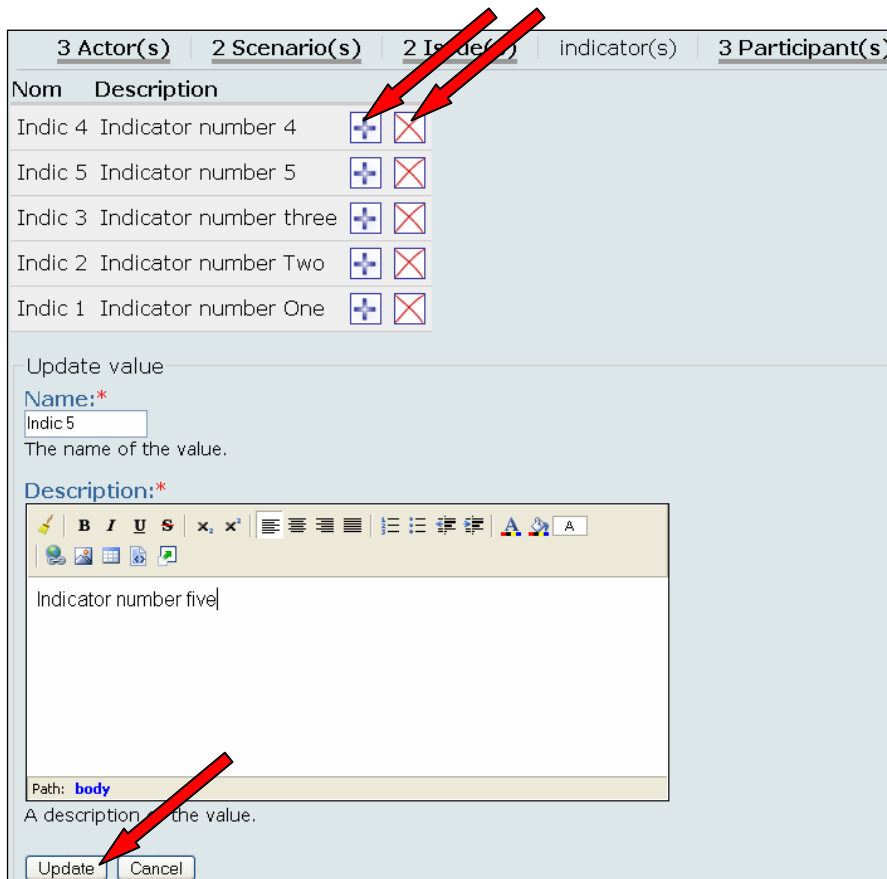 3 Actor(s) 2 Scenario(s) 2 Issue(s) indicator(s) 3 Participant(s)
Nom Description
Indic 4 Indicator number 4
Indic 5 Indicator number 5
Indic 3 Indicator number three
Indic 2 Indicator number Two
Indic 1 Indicator number One
Update value
Name:*
Indic 5
The name of the value.
Description:*
B I U S x₂ x² A A
Indicator number five
Path: body
A description of the value.
Update Cancel